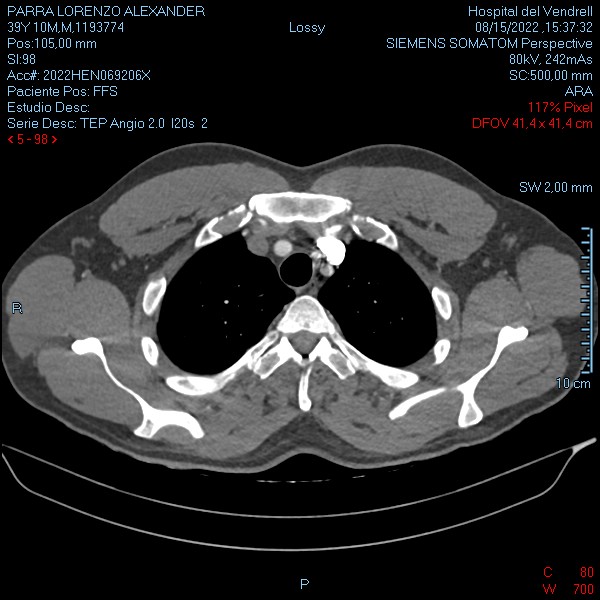 PARRA LORENZO ALEXANDER
39Y 10M,M,1193774
Pos:105,00 mm
SI:98
Acc#: 2022HEN069206X
Paciente Pos: FFS
Estudio Desc:
Serie Desc: TEP Angio 2.0 I20s 2
< 5 - 98 >
Lossy
Hospital del Vendrell
08/15/2022 ,15:37:32
SIEMENS SOMATOM Perspective
80kV, 242mAs
SC:500,00 mm
ARA
117% Pixel
DFOV 41,4 x 41,4 cm
SW 2,00 mm
R
10 cm
P
C 80
W 700